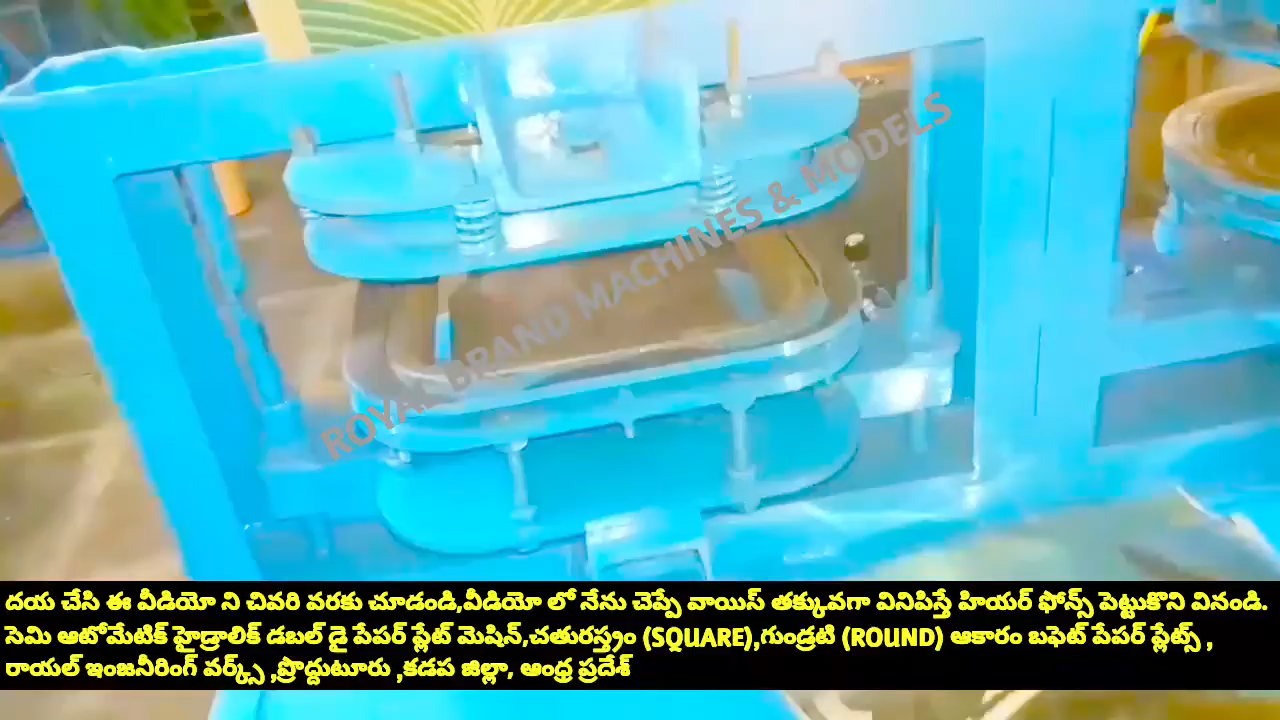 ROYAL BRAND MACHINES & MODELS
దయ చేసి ఈ వీడియో ని చివరి వరకు చూడండి,వీడియో లో నేను చెప్పే వాయిస్ తక్కువగా వినిపిస్తే హియర్ ఫోన్స్ పెట్టుకొని వినండి.
సెమి ఆటోమేటిక్ హైడ్రాలిక్ డబల్ డై పేపర్ ప్లేట్ మెషిన్,చతురస్త్రం (SQUARE),గుండ్రటి (ROUND) ఆకారం బఫెట్ పేపర్ ప్లేట్స్ ,
రాయల్ ఇంజనీరింగ్ వర్క్స్ ,ప్రొద్దుటూరు ,కడప జిల్లా, ఆంధ్ర ప్రదేశ్